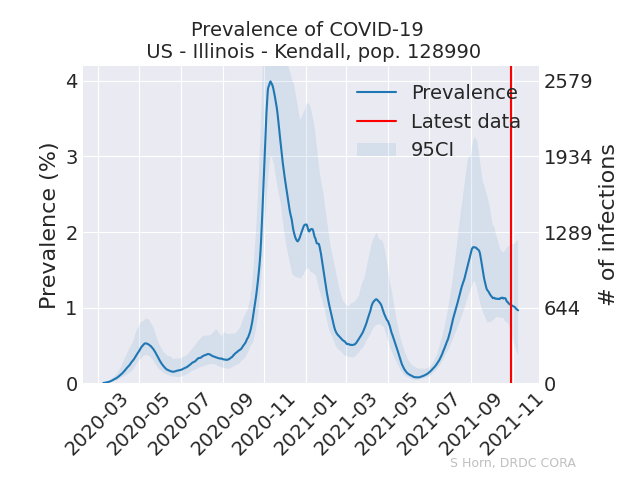 Prevalence of COVID-19
US - Illinois - Kendall, pop. 128990
Prevalence (%)
4
3
2
1
0
Prevalence
Latest data
95CI
2579
1934
1289
644
0
# of infections
2020-03
2020-05
2020-07
2020-09
2020-11
2021-01
2021-03
2021-05
2021-07
2021-09
2021-11
S Horn, DRDC CORA